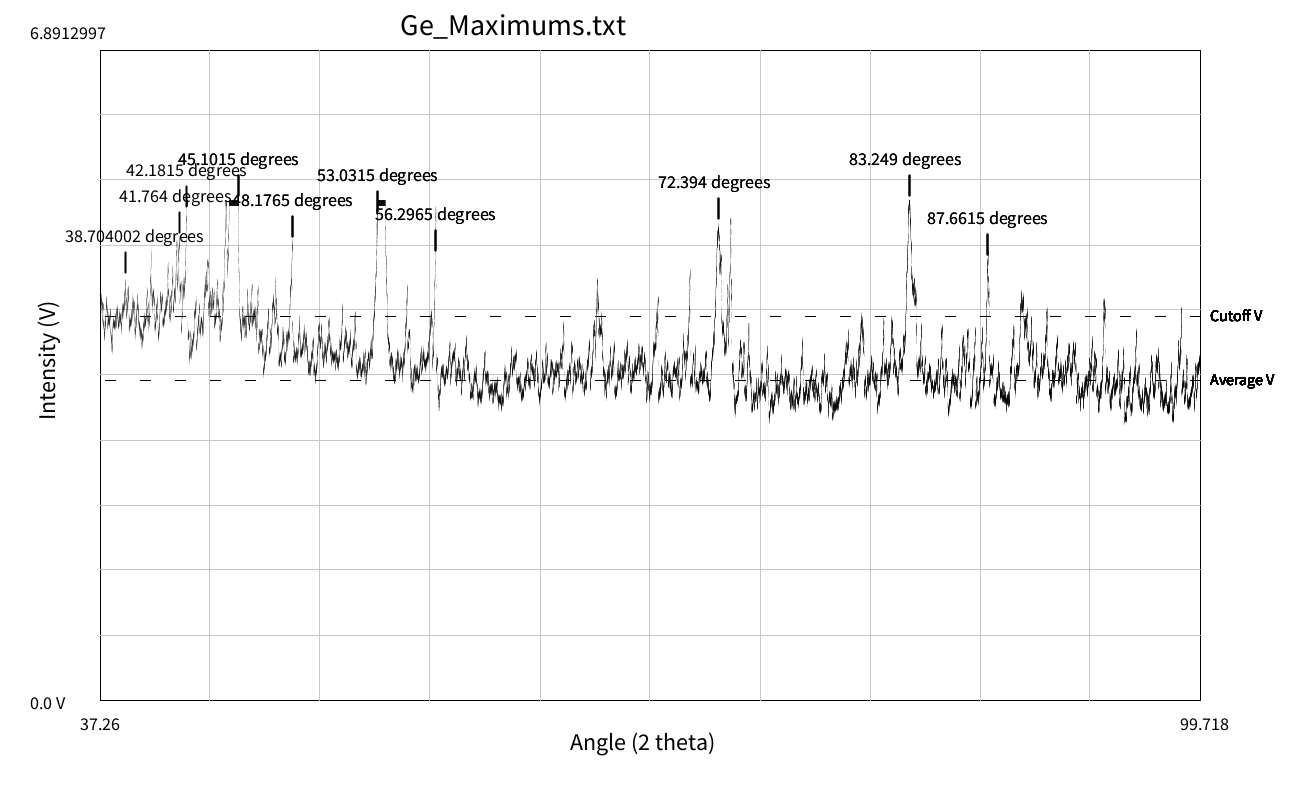 Ge_Maximums.txt
6.8912997
45.1015 degrees
83.249 degrees
42.1815 degrees
53.0315 degrees
72.394 degrees
41.764 degrees
48.1765 degrees
56.2965 degrees
87.6615 degrees
38.704002 degrees
Cutoff V
Intensity (V)
Average V
0.0 V
37.26
99.718
Angle (2 theta)